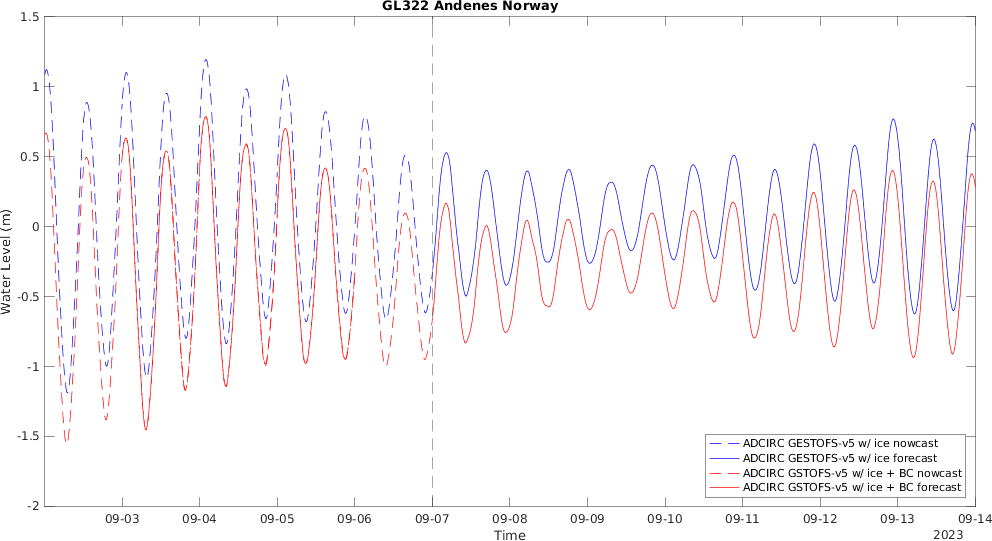 GL322 Andenes Norway
1.5
1
0.5
0
-0.5
-1
-1.5
-2
Water Level (m)
ADCIRC GESTOFS-v5 w/ ice nowcast
ADCIRC GESTOFS-v5 w/ ice forecast
ADCIRC GSTOFS-v5 w/ ice + BC nowcast
ADCIRC GSTOFS-v5 w/ ice + BC forecast
09-03 09-04 09-05 09-06 09-07 09-08 09-09 09-10 09-11 09-12 09-13 09-14
Time
2023